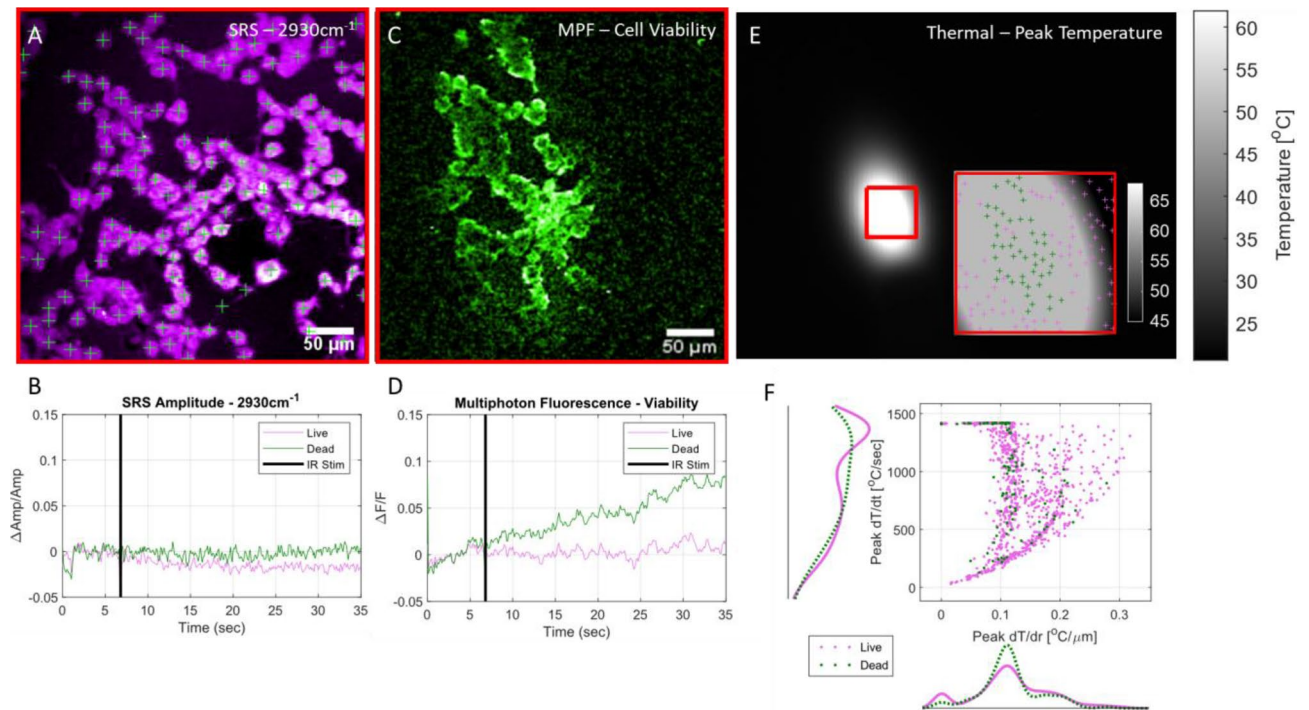 A
SRS – 2930cm⁻¹
50 µm
C
MPF – Cell Viability
50 µm
E
Thermal – Peak Temperature
65
60
55
50
45
60
55
50
45
40
35
30
25
Temperature [°C]
B
SRS Amplitude - 2930cm⁻¹
0.15
0.1
0.05
0
-0.05
ΔAmp/Amp
Live
Dead
IR Stim
0 5 10 15 20 25 30 35
Time (sec)
D
Multiphoton Fluorescence - Viability
0.15
0.1
0.05
0
-0.05
ΔF/F
Live
Dead
IR Stim
0 5 10 15 20 25 30 35
Time (sec)
F
1500
1000
500
0
Peak dT/dt [°C/sec]
0 0.1 0.2 0.3
Peak dT/dr [°C/µm]
Live
Dead